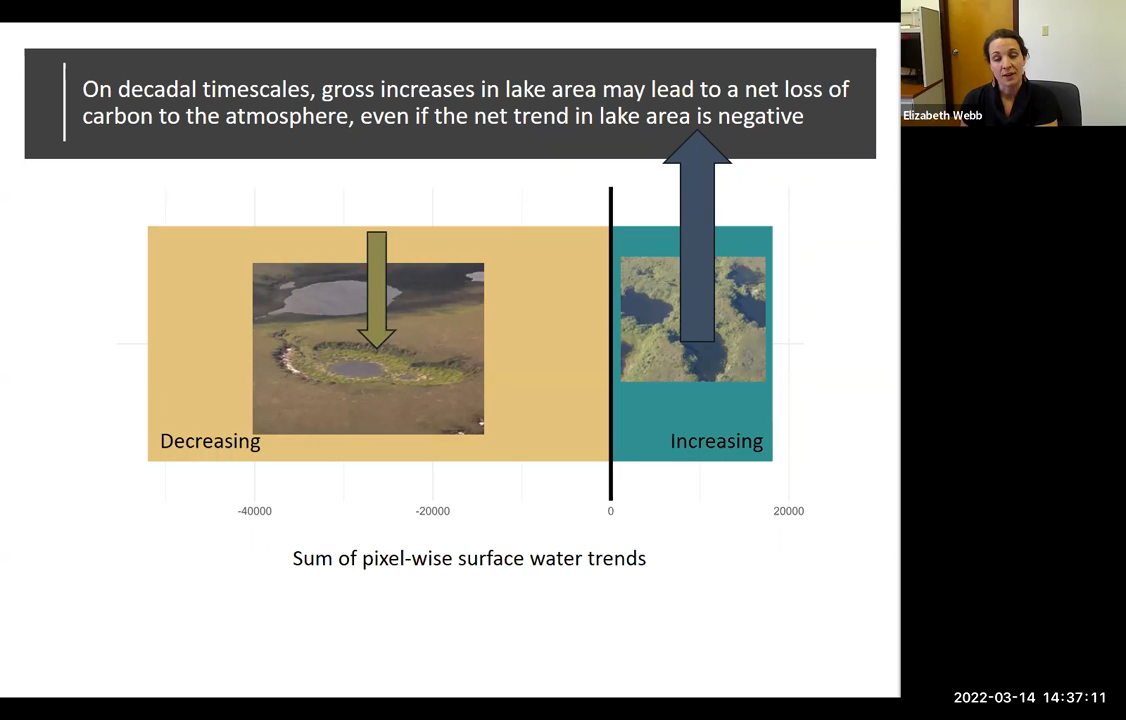 On decadal timescales, gross increases in lake area may lead to a net loss of
carbon to the atmosphere, even if the net trend in lake area is negative
Elizabeth Webb
Decreasing
Increasing
-40000
-20000
0
20000
Sum of pixel-wise surface water trends
2022-03-14 14:37:11